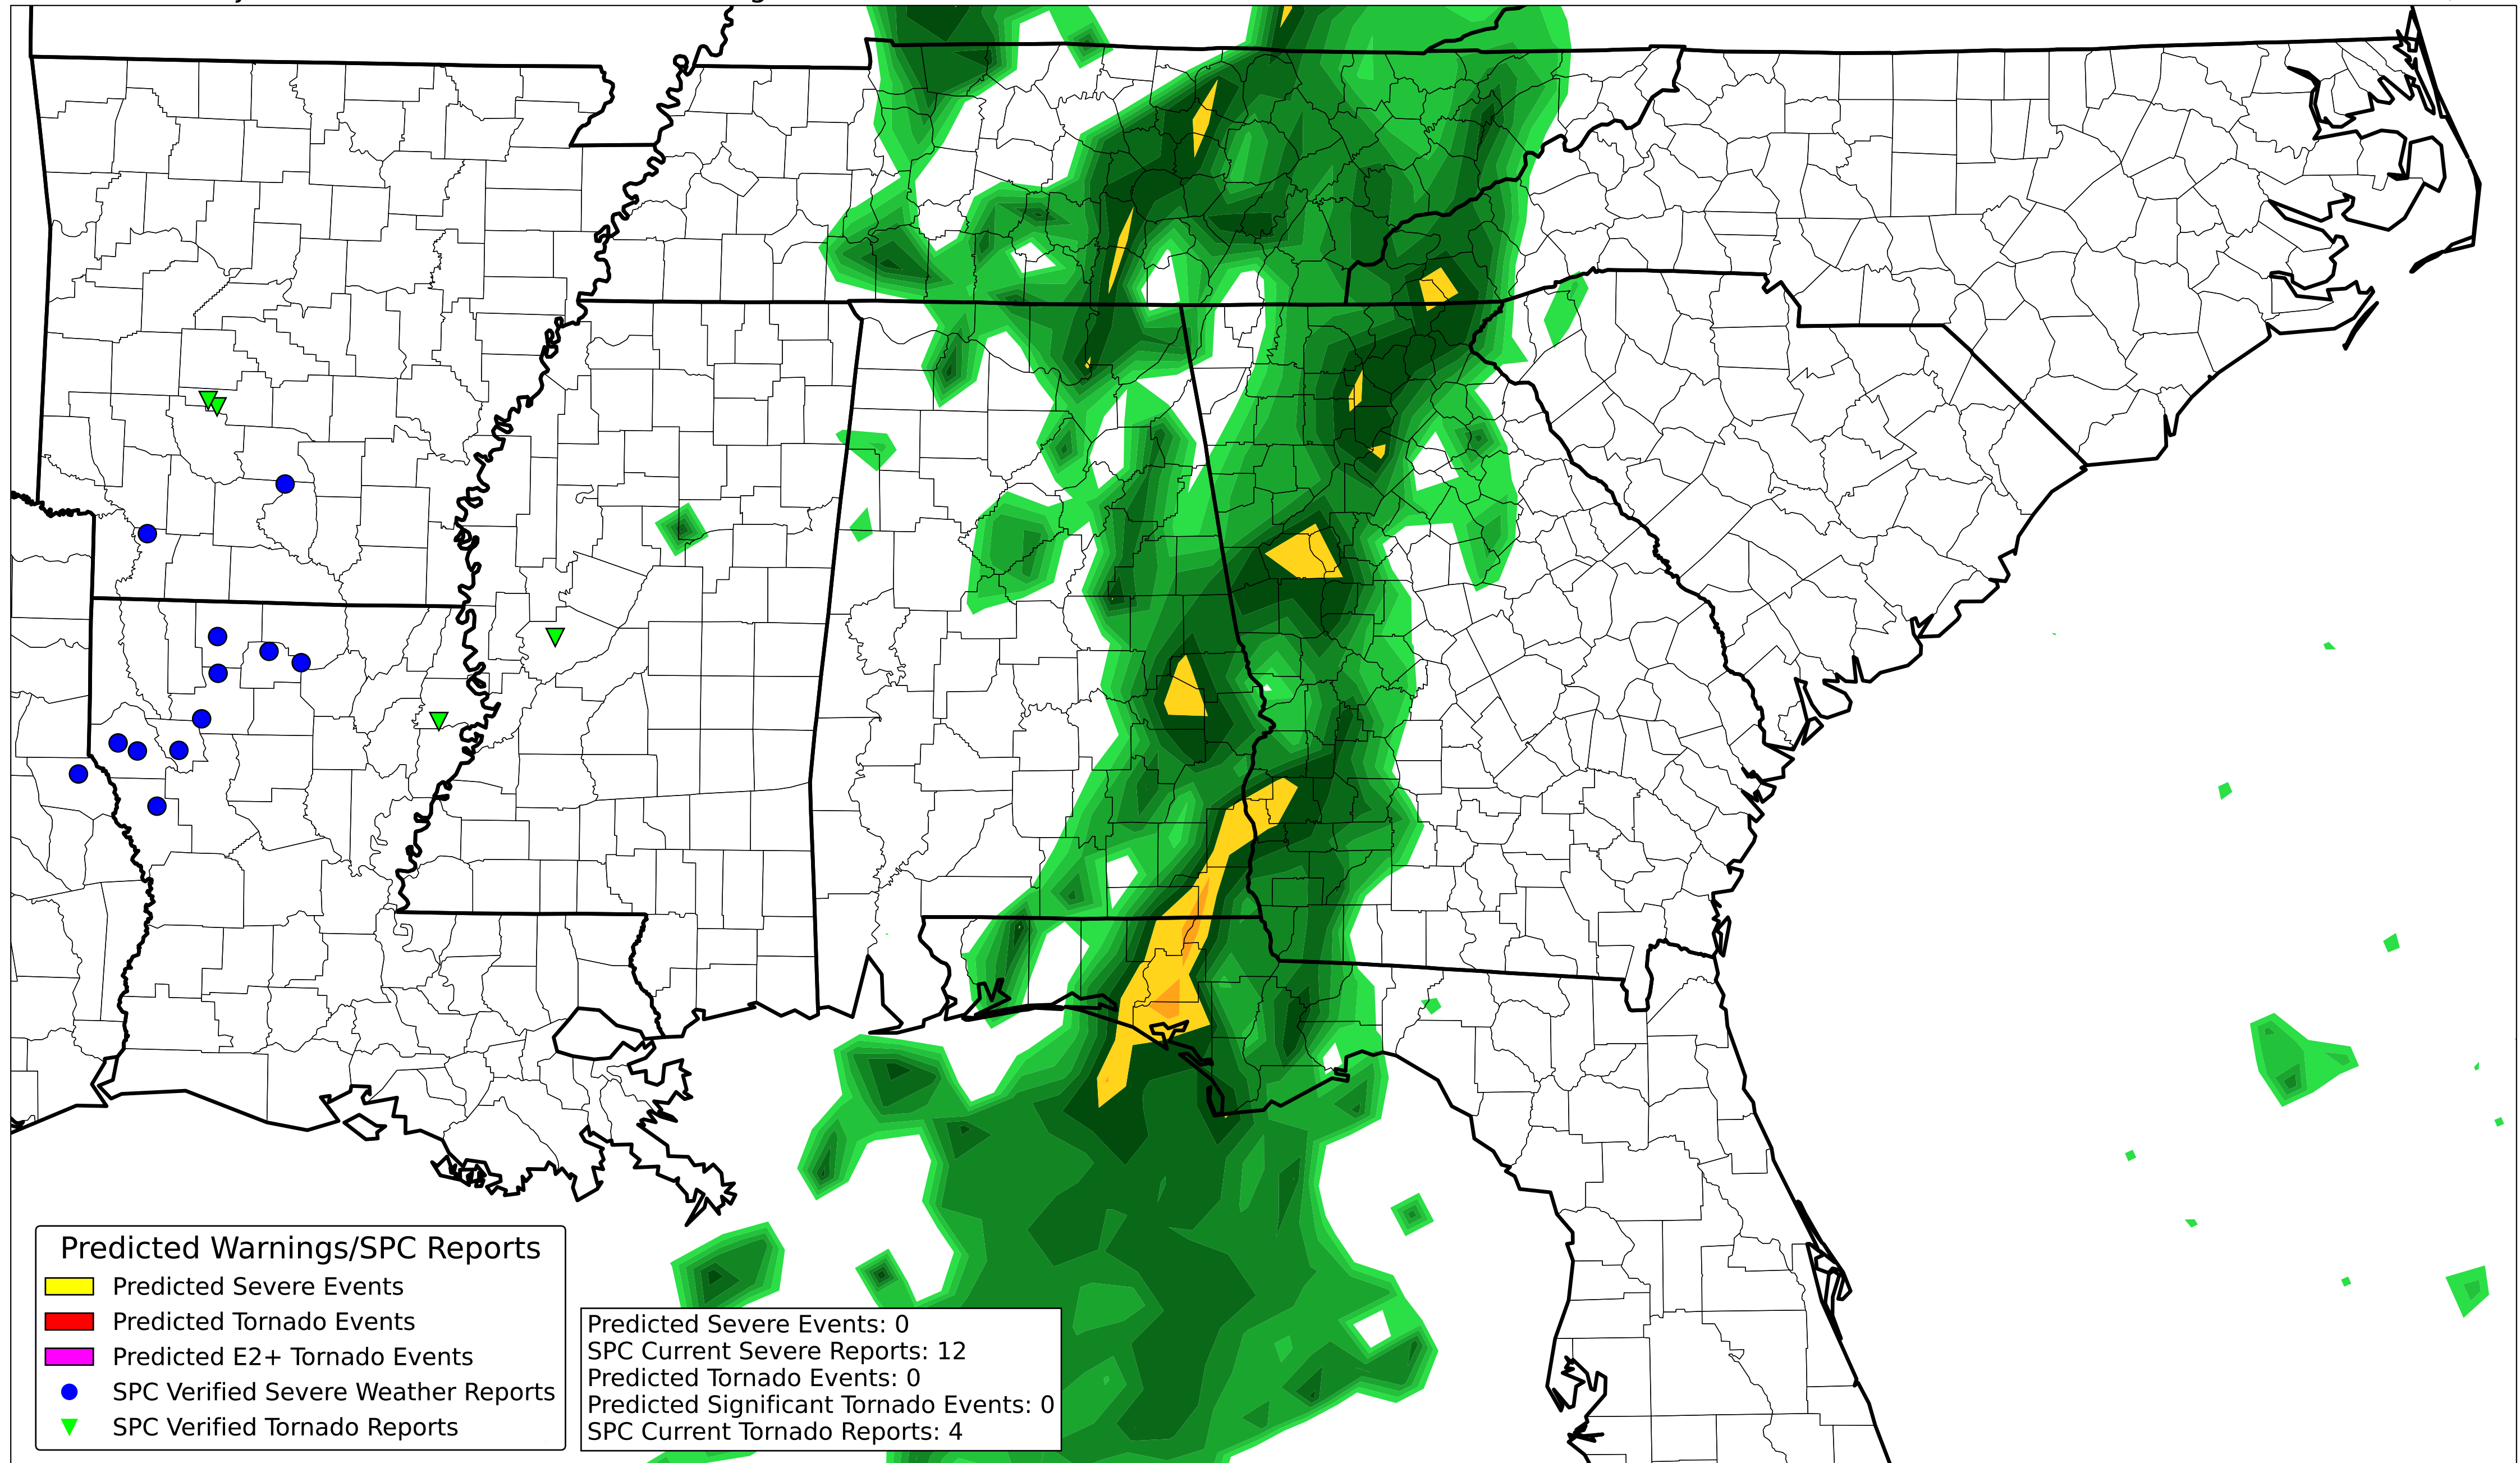 Predicted Warnings/SPC Reports
Predicted Severe Events
Predicted Tornado Events
Predicted E2+ Tornado Events
SPC Verified Severe Weather Reports
SPC Verified Tornado Reports
Predicted Severe Events: 0
SPC Current Severe Reports: 12
Predicted Tornado Events: 0
Predicted Significant Tornado Events: 0
SPC Current Tornado Reports: 4